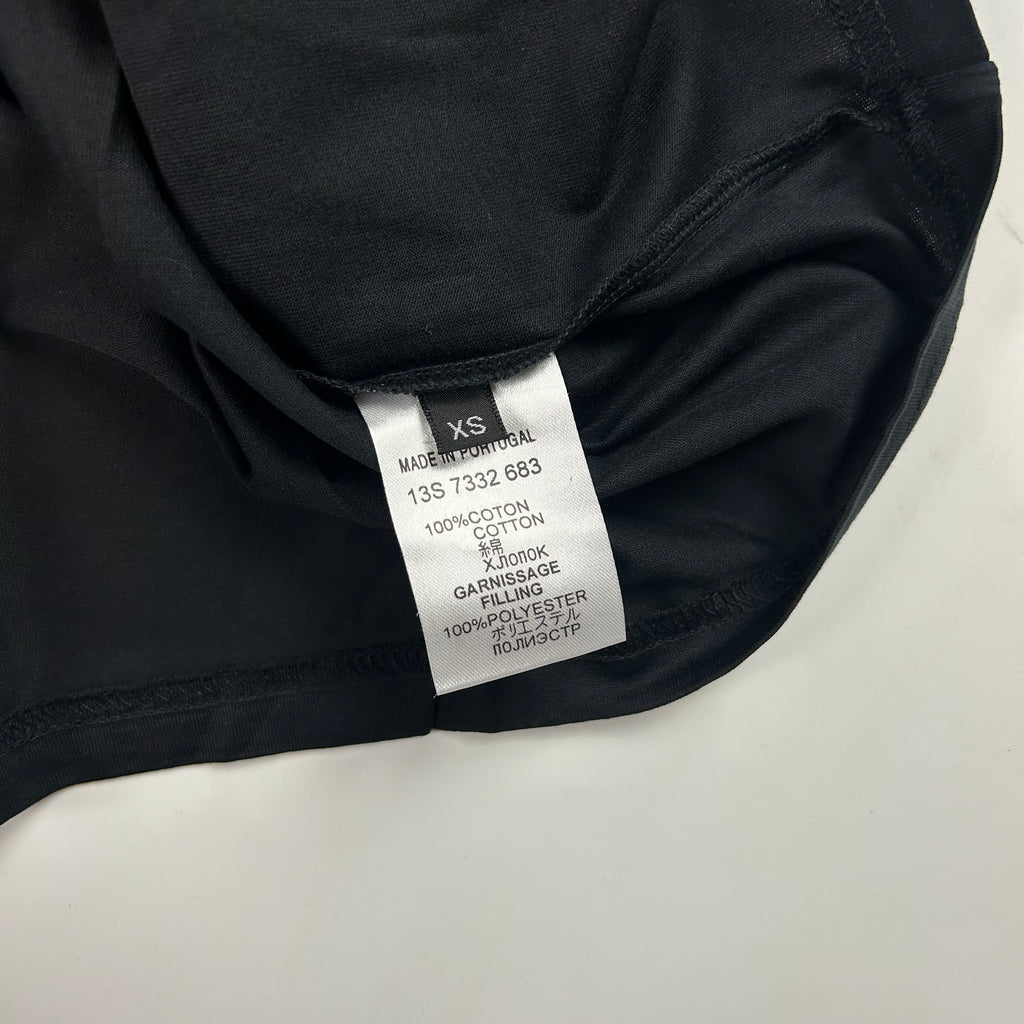 XS
MADE IN PORTUGAL
13S 7332 683
100%COTON
COTTON
綿
ХЛОПОК
GARNISSAGE
FILLING
100%POLYESTER
ポリエステル
ПОЛИЭСТР